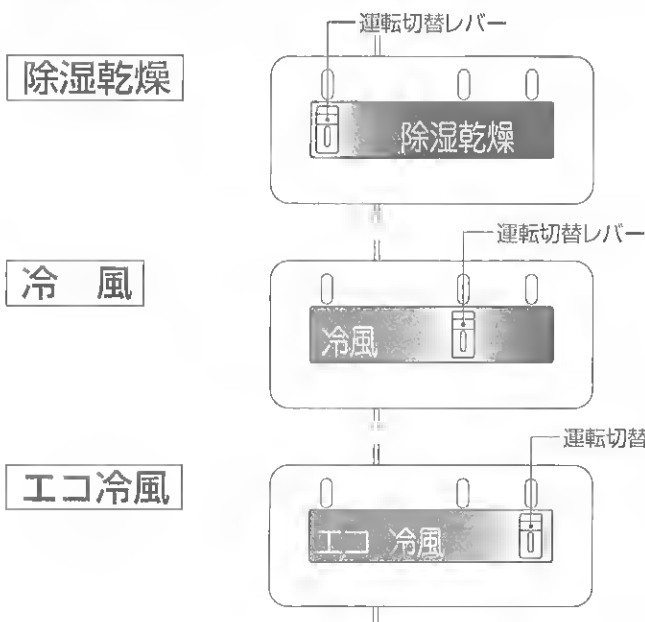 運転切替レバー
除湿乾燥
除湿乾燥
運転切替レバー
冷 風
冷風
運転切替
エコ冷風
エコ 冷風